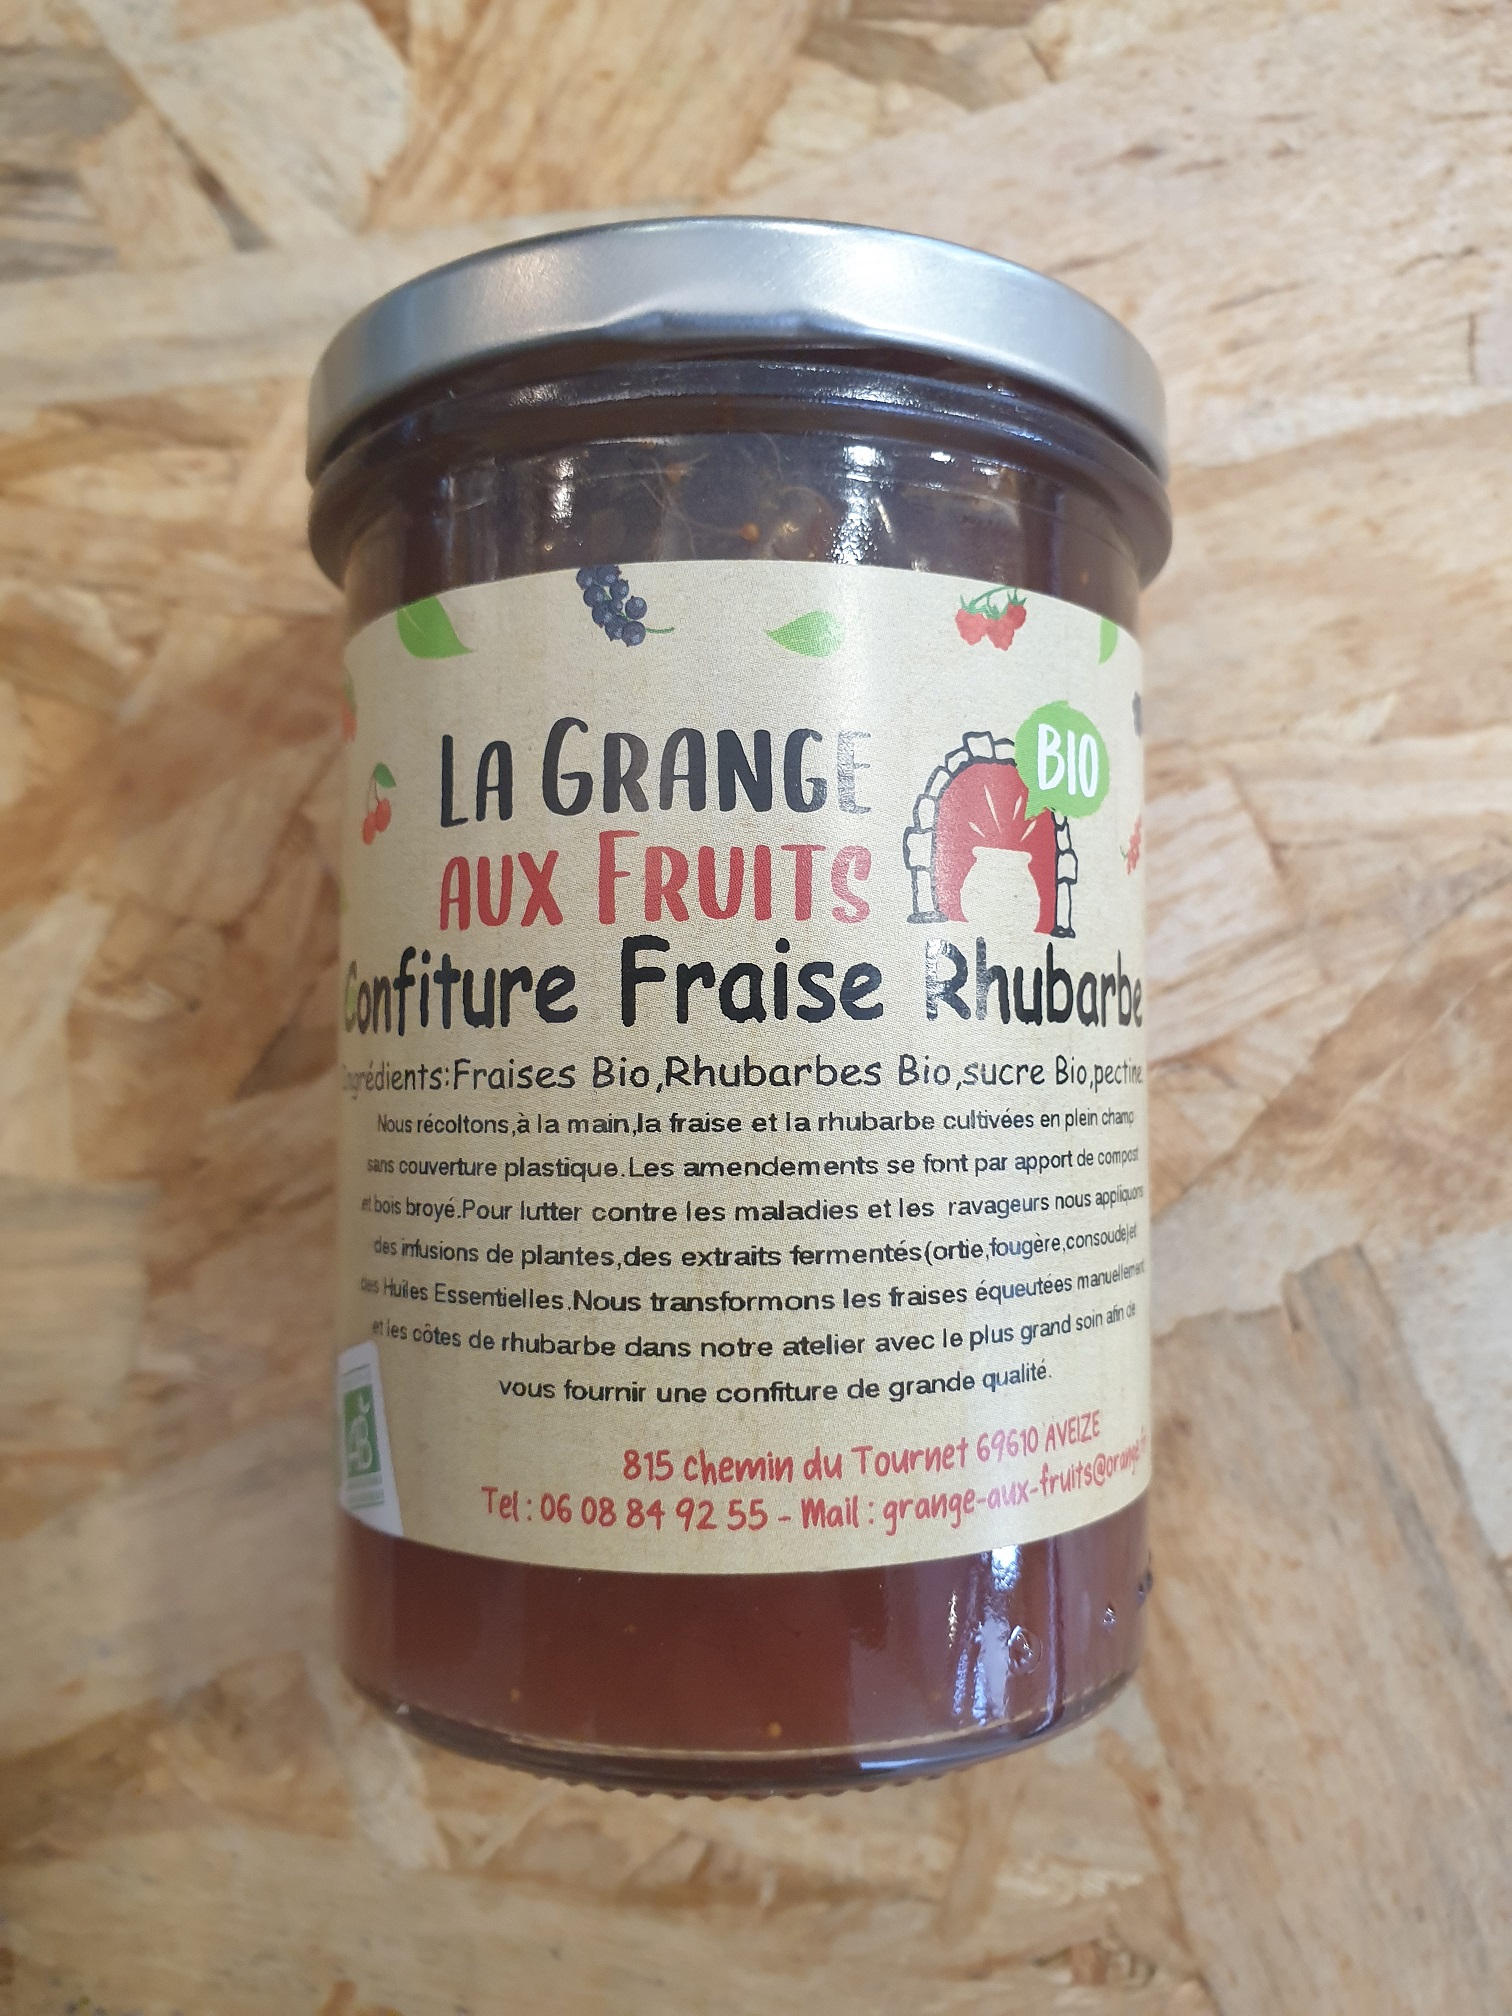 LA GRANGE
BIO
AUX FRUITS
Confiture Fraise Rhubarbe
Ingrédients:Fraises Bio,Rhubarbes Bio,sucre Bio,pectine
Nous récoltons,à la main,la fraise et la rhubarbe cultivées en plein champ
sans couverture plastique.Les amendements se font par apport de compost
et bois broyé.Pour lutter contre les maladies et les ravageurs nous appliquons
des infusions de plantes,des extraits fermentés(ortie,fougère,consoude)et
des Huiles Essentielles.Nous transformons les fraises équeutées manuellement
et les côtes de rhubarbe dans notre atelier avec le plus grand soin afin de
vous fournir une confiture de grande qualité.
AB
815 chemin du Tournet 69610 AVEIZE
Tel : 06 08 84 92 55 - Mail : grange-aux-fruits@orange.fr